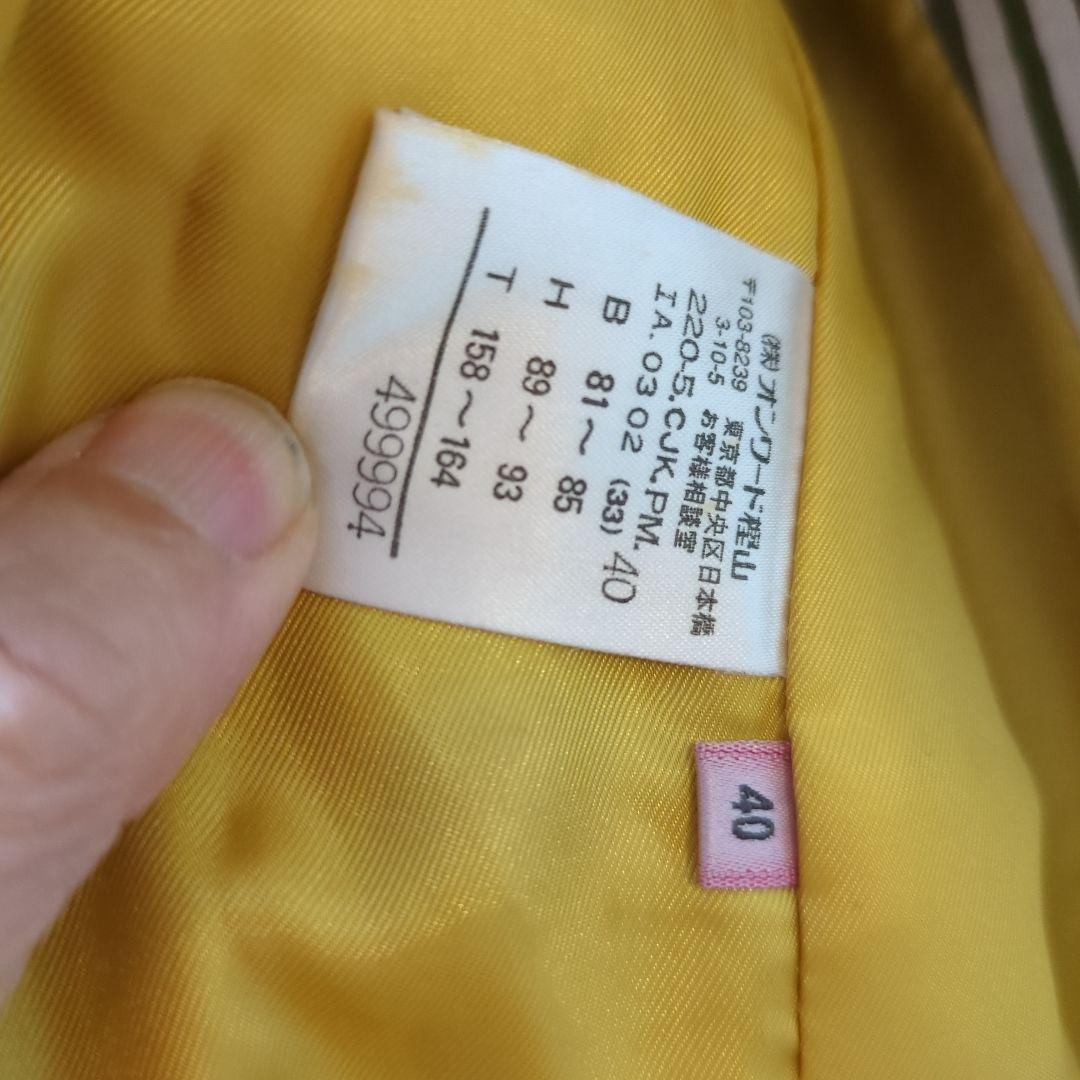 (株)オンワード樫山
〒103-8239 東京都中央区日本橋
3-10-5 お客様相談室
220-5.CJK.PM.
IA.0302 (33) 40
B 81～85
H 89～93
T 158～164
499994
40